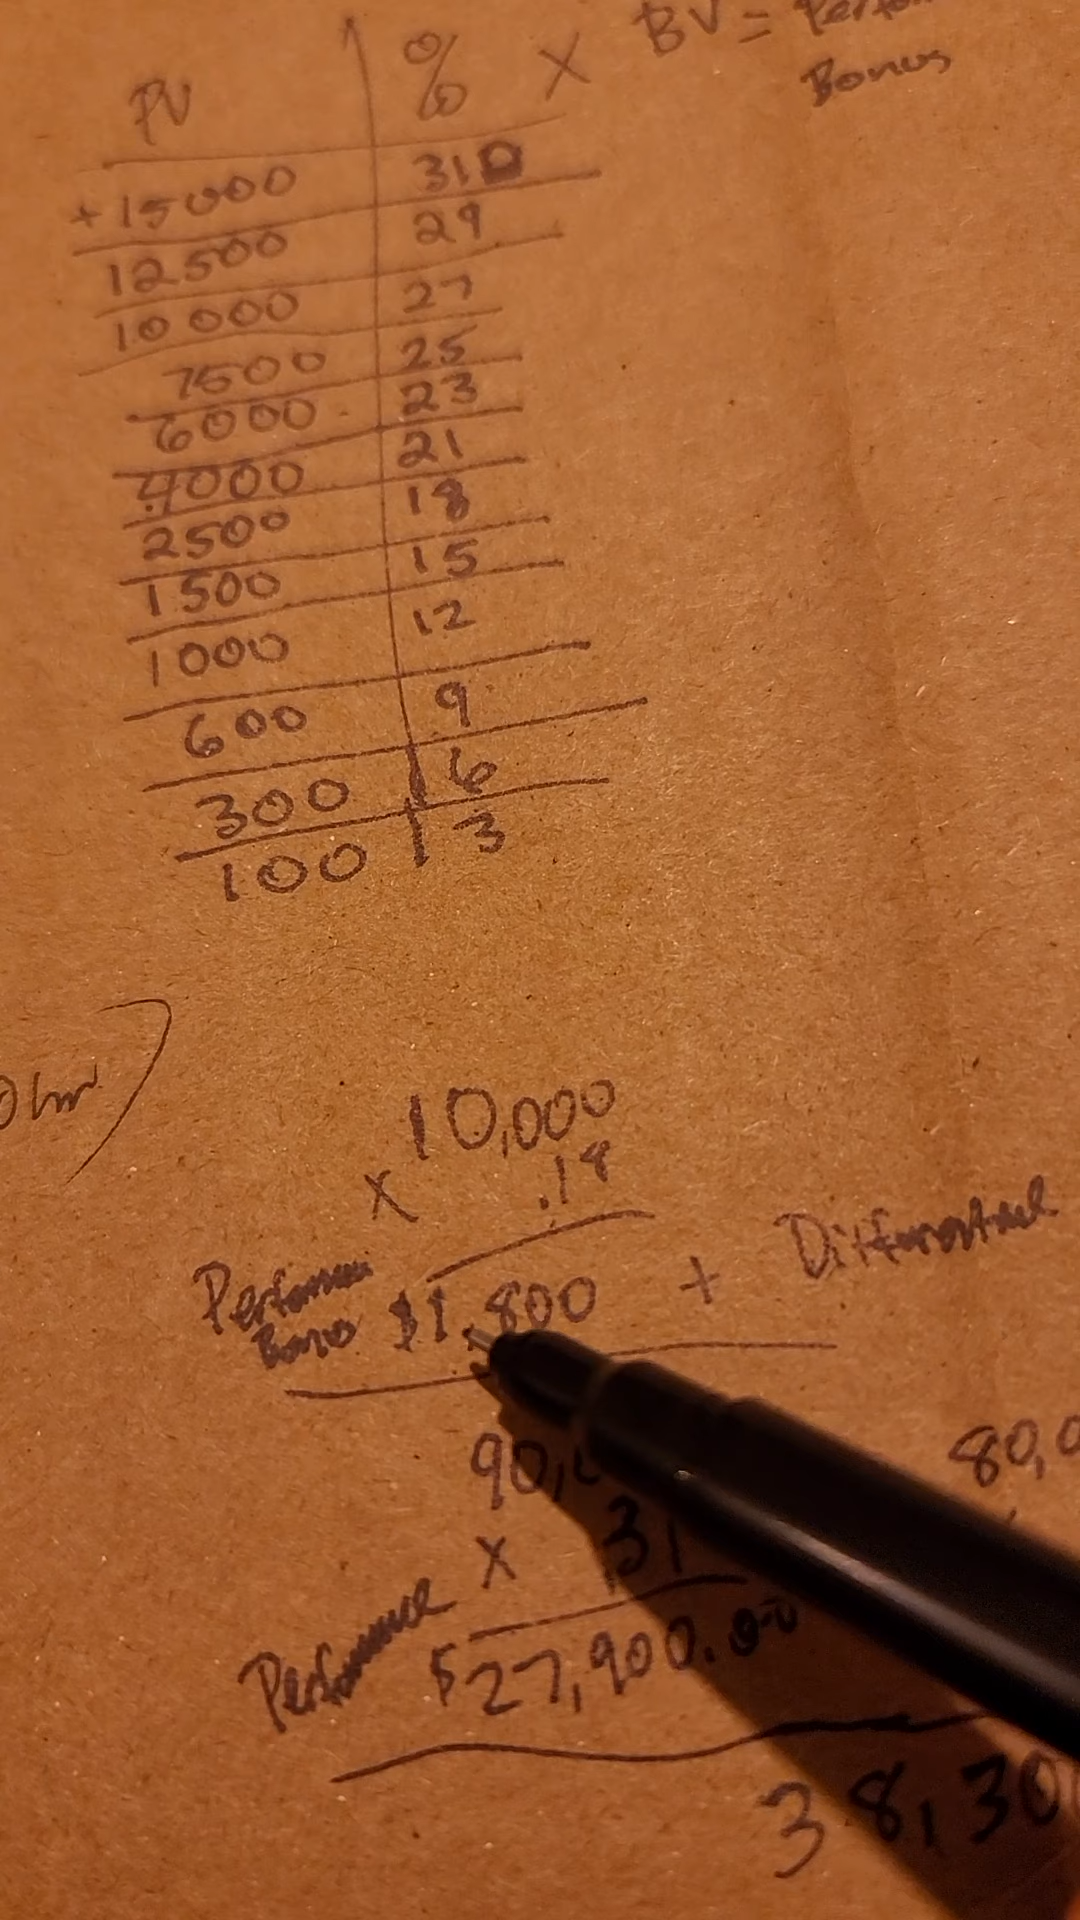 PV | % X BV = Perfor
Bonus
+15000 | 31
12500 | 29
10000 | 27
7500 | 25
6000 | 23
4000 | 21
2500 | 18
1500 | 15
1000 | 12
600 | 9
300 | 6
100 | 3
10,000
X .18
$1,800 + Differential
Bonus
90,
80,0
X .31
Performance $27,900.00
38,30